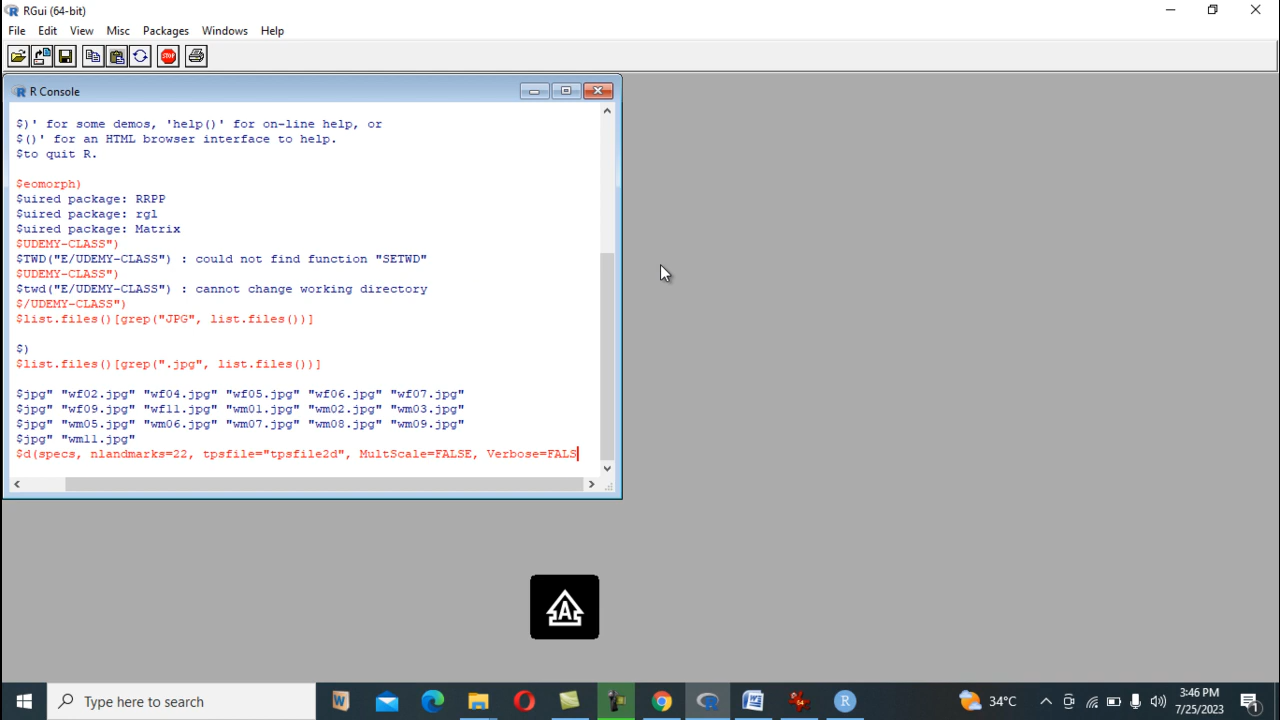 RGui (64-bit)
File Edit View Misc Packages Windows Help
STOP
R Console
$)' for some demos, 'help()' for on-line help, or
$()' for an HTML browser interface to help.
$to quit R.
$eomorph)
$uired package: RRPP
$uired package: rgl
$uired package: Matrix
$UDEMY-CLASS")
$TWD("E/UDEMY-CLASS") : could not find function "SETWD"
$UDEMY-CLASS")
$twd("E/UDEMY-CLASS") : cannot change working directory
$/UDEMY-CLASS")
$list.files()[grep("JPG", list.files())]
$)
$list.files()[grep(".jpg", list.files())]
$jpg" "wf02.jpg" "wf04.jpg" "wf05.jpg" "wf06.jpg" "wf07.jpg"
$jpg" "wf09.jpg" "wf11.jpg" "wm01.jpg" "wm02.jpg" "wm03.jpg"
$jpg" "wm05.jpg" "wm06.jpg" "wm07.jpg" "wm08.jpg" "wm09.jpg"
$jpg" "wm11.jpg"
$d(specs, nlandmarks=22, tpsfile="tpsfile2d", MultScale=FALSE, Verbose=FALS
A
Type here to search
34°C
3:46 PM
7/25/2023
1